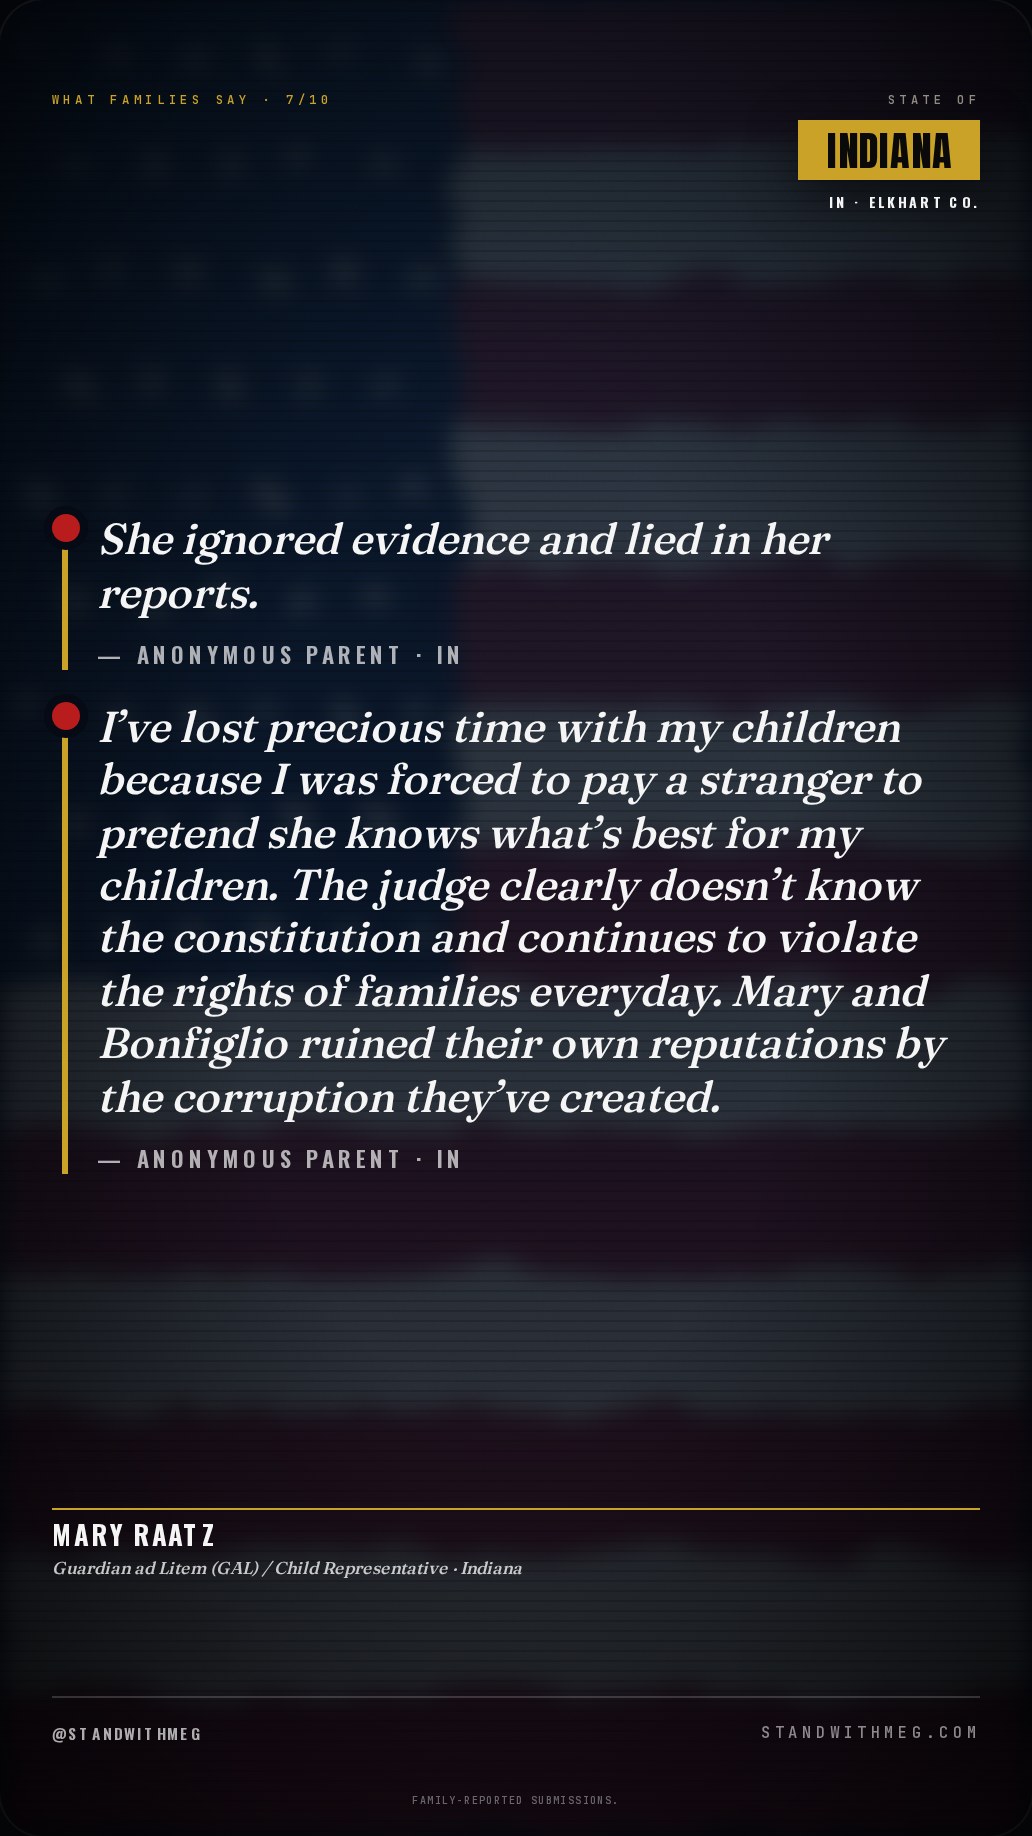 WHAT FAMILIES SAY · 7/10
STATE OF
INDIANA
IN · ELKHART CO.
She ignored evidence and lied in her
reports.
— ANONYMOUS PARENT · IN
I’ve lost precious time with my children
because I was forced to pay a stranger to
pretend she knows what’s best for my
children. The judge clearly doesn’t know
the constitution and continues to violate
the rights of families everyday. Mary and
Bonfiglio ruined their own reputations by
the corruption they’ve created.
— ANONYMOUS PARENT · IN
MARY RAATZ
Guardian ad Litem (GAL) / Child Representative · Indiana
@STANDWITHMEG
STANDWITHMEG.COM
FAMILY-REPORTED SUBMISSIONS.